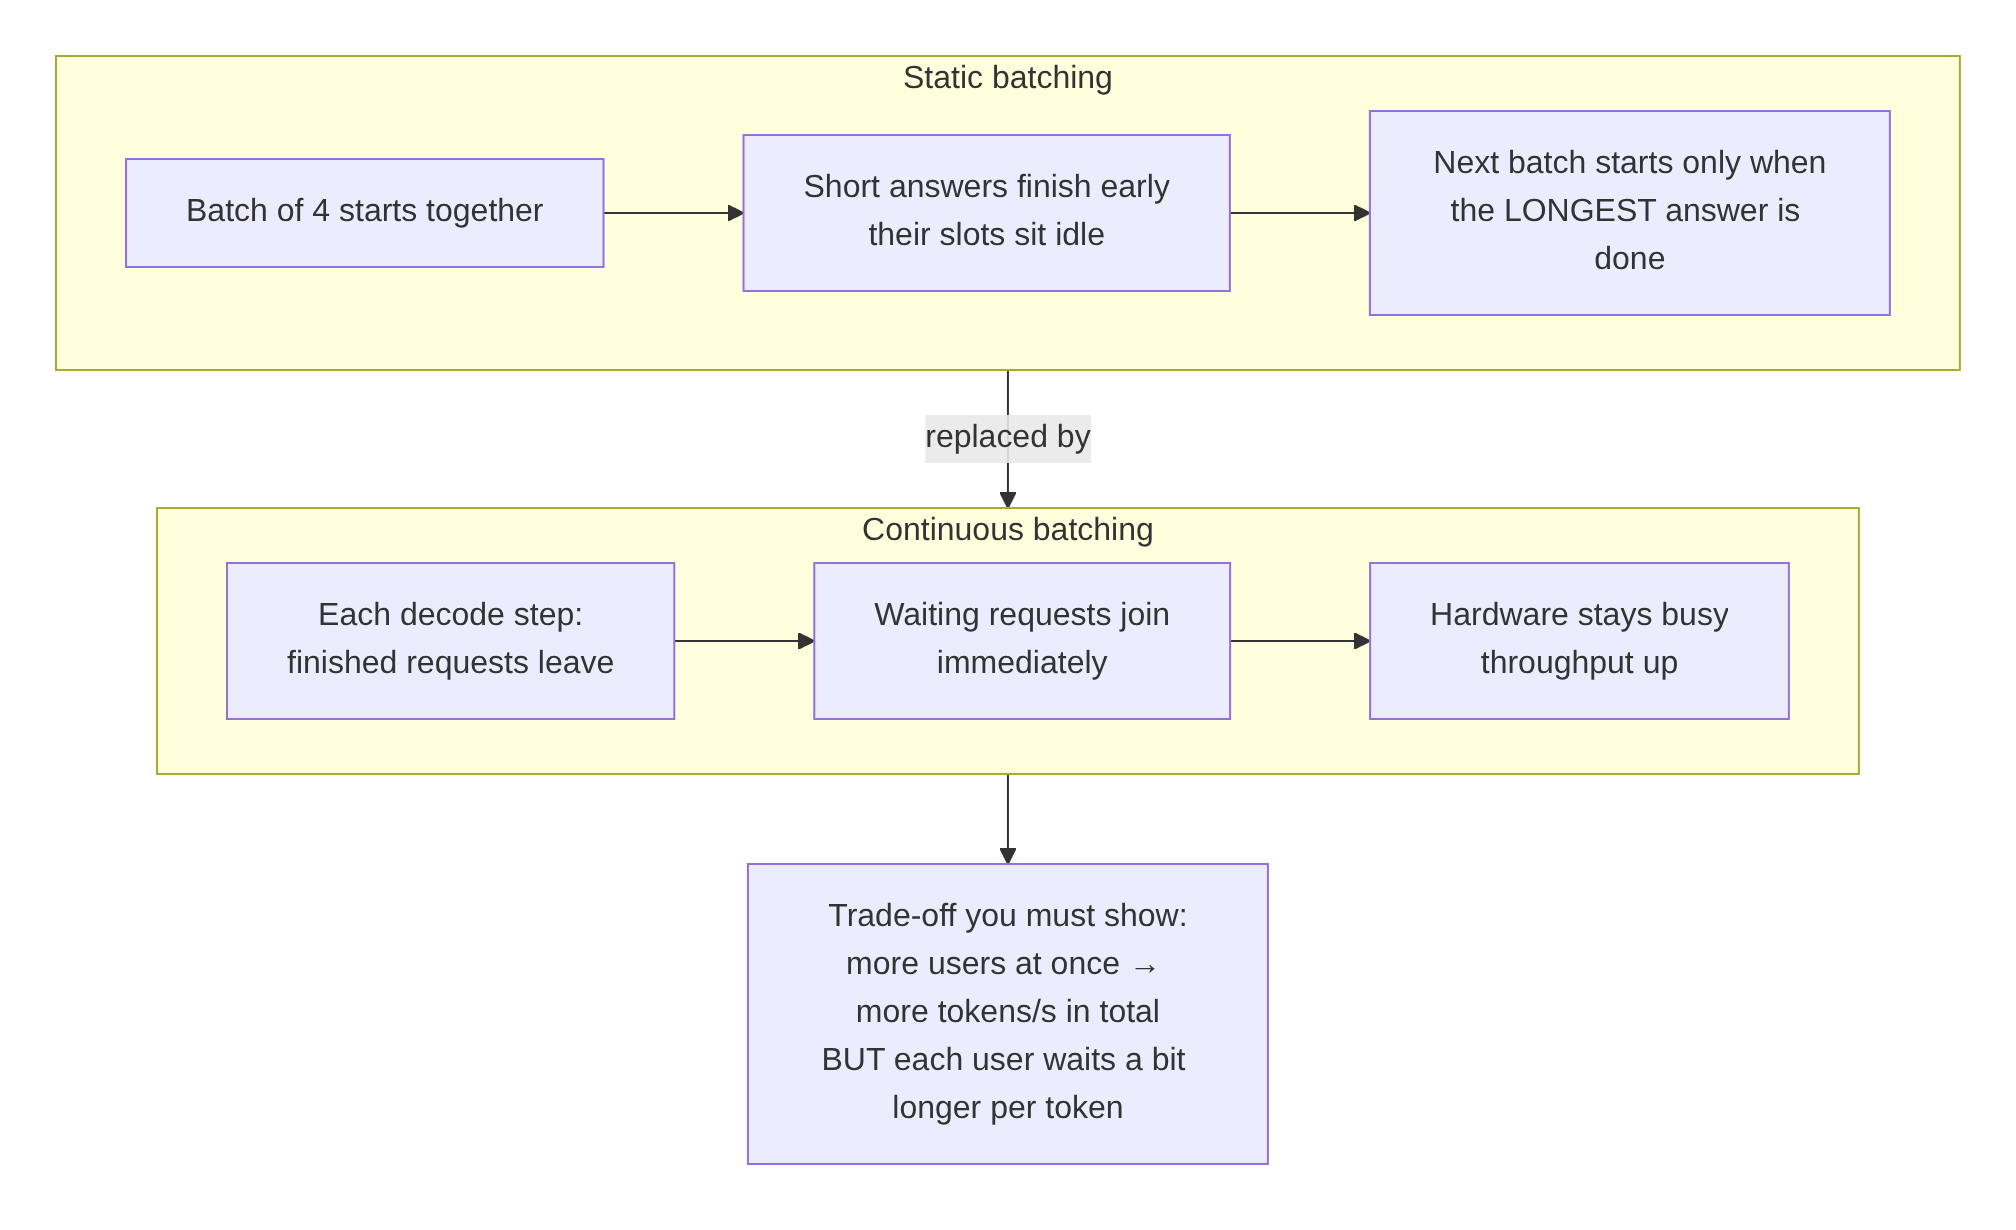 Static batching
Batch of 4 starts together
Short answers finish early
their slots sit idle
Next batch starts only when
the LONGEST answer is
done
replaced by
Continuous batching
Each decode step:
finished requests leave
Waiting requests join
immediately
Hardware stays busy
throughput up
Trade-off you must show:
more users at once →
more tokens/s in total
BUT each user waits a bit
longer per token